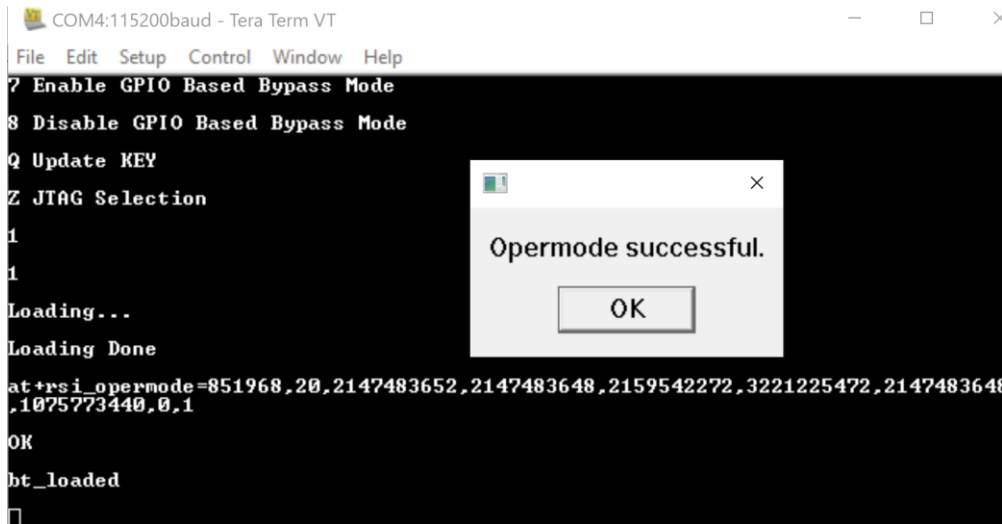 COM4:115200baud - Tera Term VT
File Edit Setup Control Window Help
7 Enable GPIO Based Bypass Mode
8 Disable GPIO Based Bypass Mode
Q Update KEY
Z JTAG Selection
1
1
Loading...
Loading Done
at+rsi_opermode=851968,20,2147483652,2147483648,2159542272,3221225472,2147483648
,1075773440,0,1
OK
bt_loaded
Opermode successful.
OK